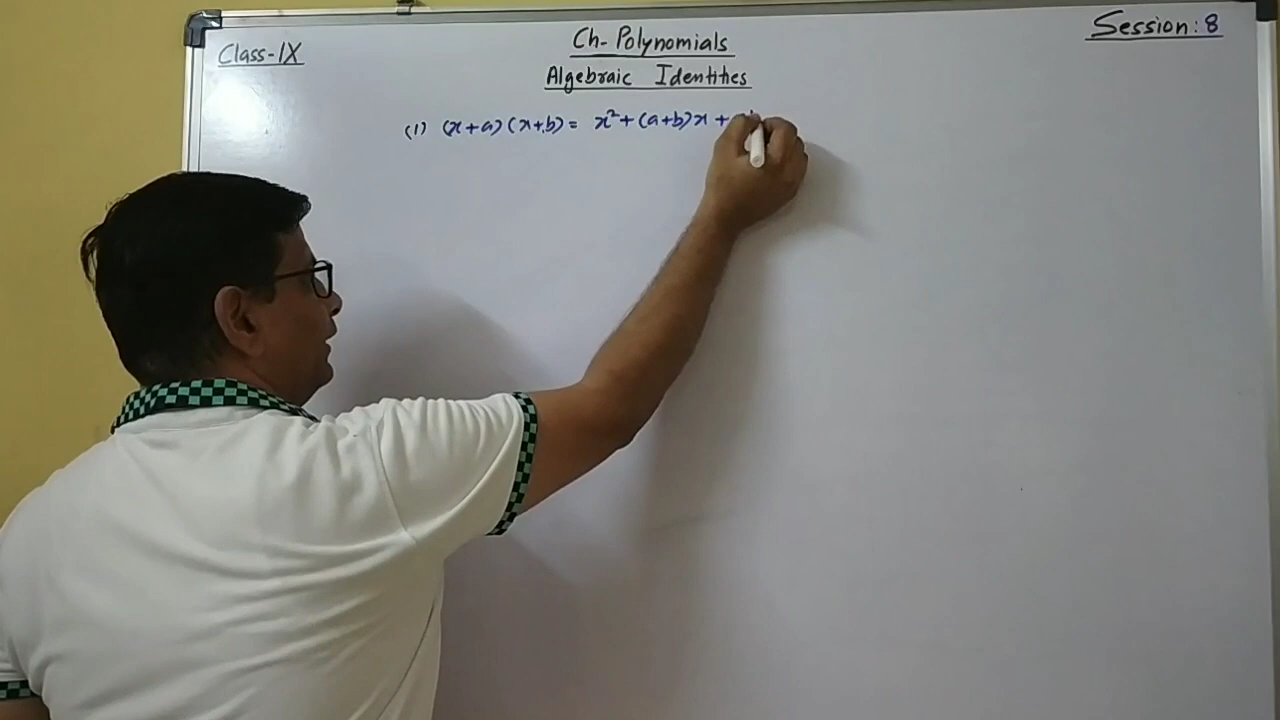 Class-IX
Ch- Polynomials
Session: 8
Algebraic Identities
(1) (x+a)(x+b) = x²+(a+b)x +